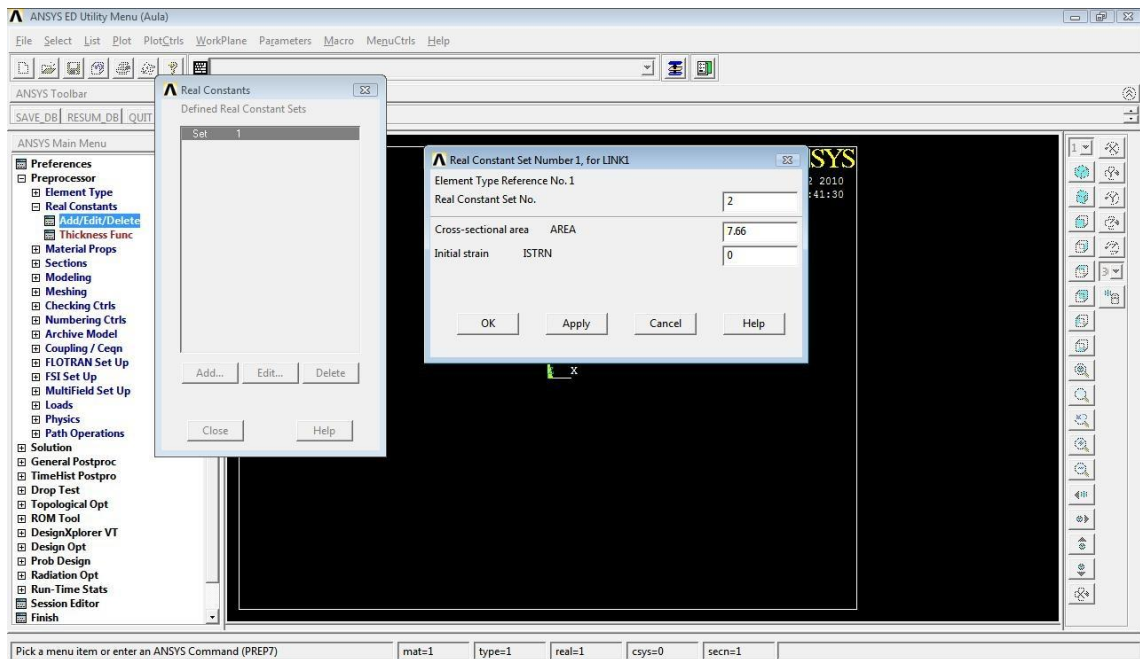 ANSYS ED Utility Menu (Aula)
File Select List Plot PlotCtrls WorkPlane Parameters Macro MenuCtrls Help
ANSYS Toolbar
SAVE_DB RESUM_DB QUIT
ANSYS Main Menu
Preferences
Preprocessor
Element Type
Real Constants
Add/Edit/Delete
Thickness Func
Material Props
Sections
Modeling
Meshing
Checking Ctrls
Numbering Ctrls
Archive Model
Coupling / Ceqn
FLOTRAN Set Up
FSI Set Up
MultiField Set Up
Loads
Physics
Path Operations
Solution
General Postproc
TimeHist Postpro
Drop Test
Topological Opt
ROM Tool
DesignXplorer VT
Design Opt
Prob Design
Radiation Opt
Run-Time Stats
Session Editor
Finish
Real Constants
Defined Real Constant Sets
Set 1
Add... Edit... Delete
Close Help
SYS
2 2010
:41:30
Real Constant Set Number 1, for LINK1
Element Type Reference No. 1
Real Constant Set No. 2
Cross-sectional area AREA 7.66
Initial strain ISTRN 0
OK Apply Cancel Help
X
1
3
Pick a menu item or enter an ANSYS Command (PREP7) mat=1 type=1 real=1 csys=0 secn=1